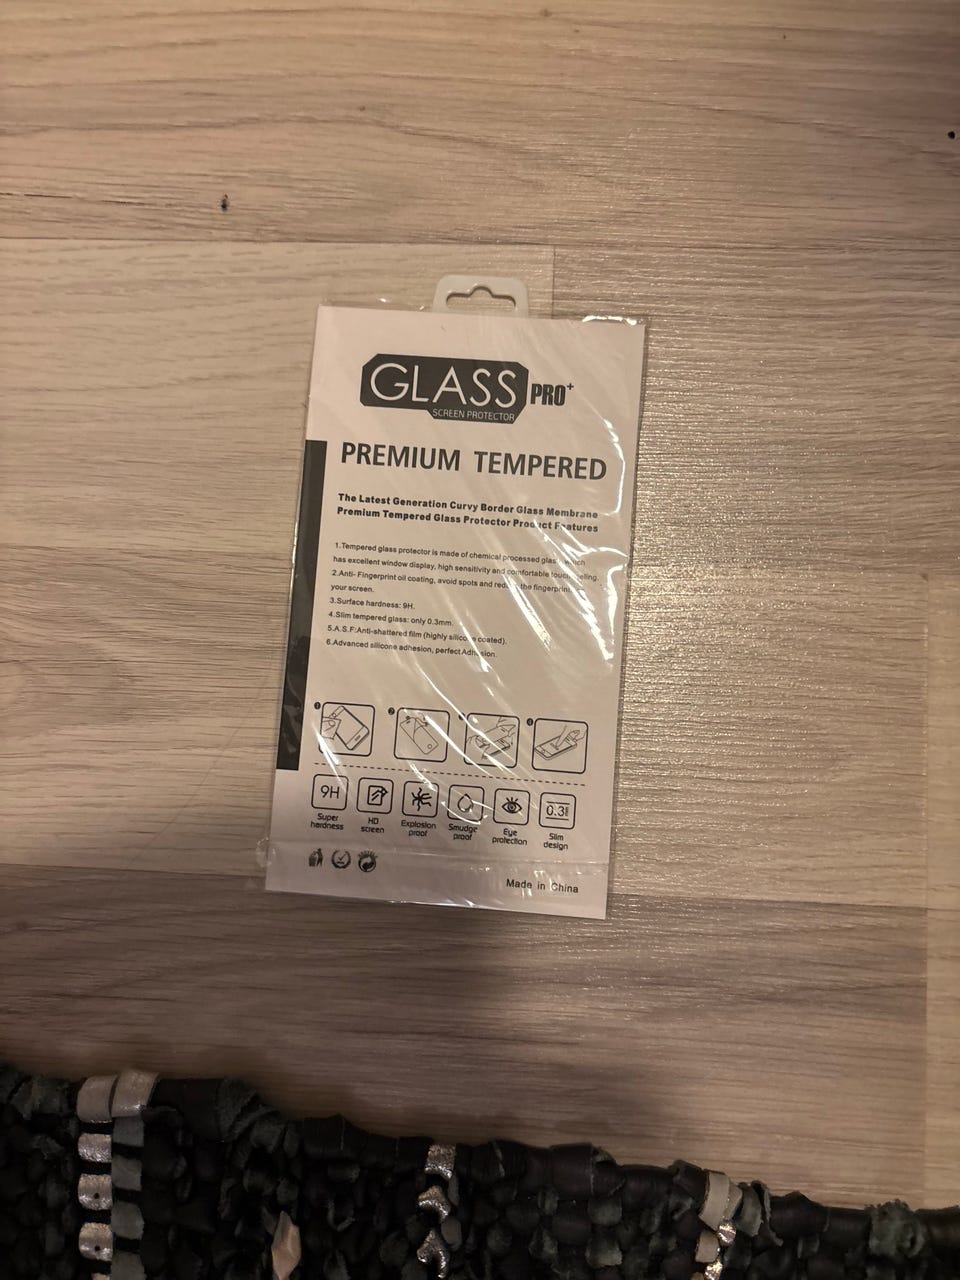 GLASS PRO+
SCREEN PROTECTOR
PREMIUM TEMPERED
The Latest Generation Curvy Border Glass Membrane
Premium Tempered Glass Protector Product Features
1.Tempered glass protector is made of chemical processed glass, which
has excellent window display, high sensitivity and comfortable touch feeling.
2.Anti- Fingerprint oil coating, avoid spots and the fingerprint
your screen.
3.Surface hardness: 9H.
4.Slim tempered glass: only 0.3mm.
5.A.S.F:Anti-shattered film (highly silicone coated).
6.Advanced silicone adhesion, perfect Adhesion.
1 2 4
9H 0.3
Super hardness
HD screen
Explosion proof
Smudge proof
Eye protection
Slim design
Made in China